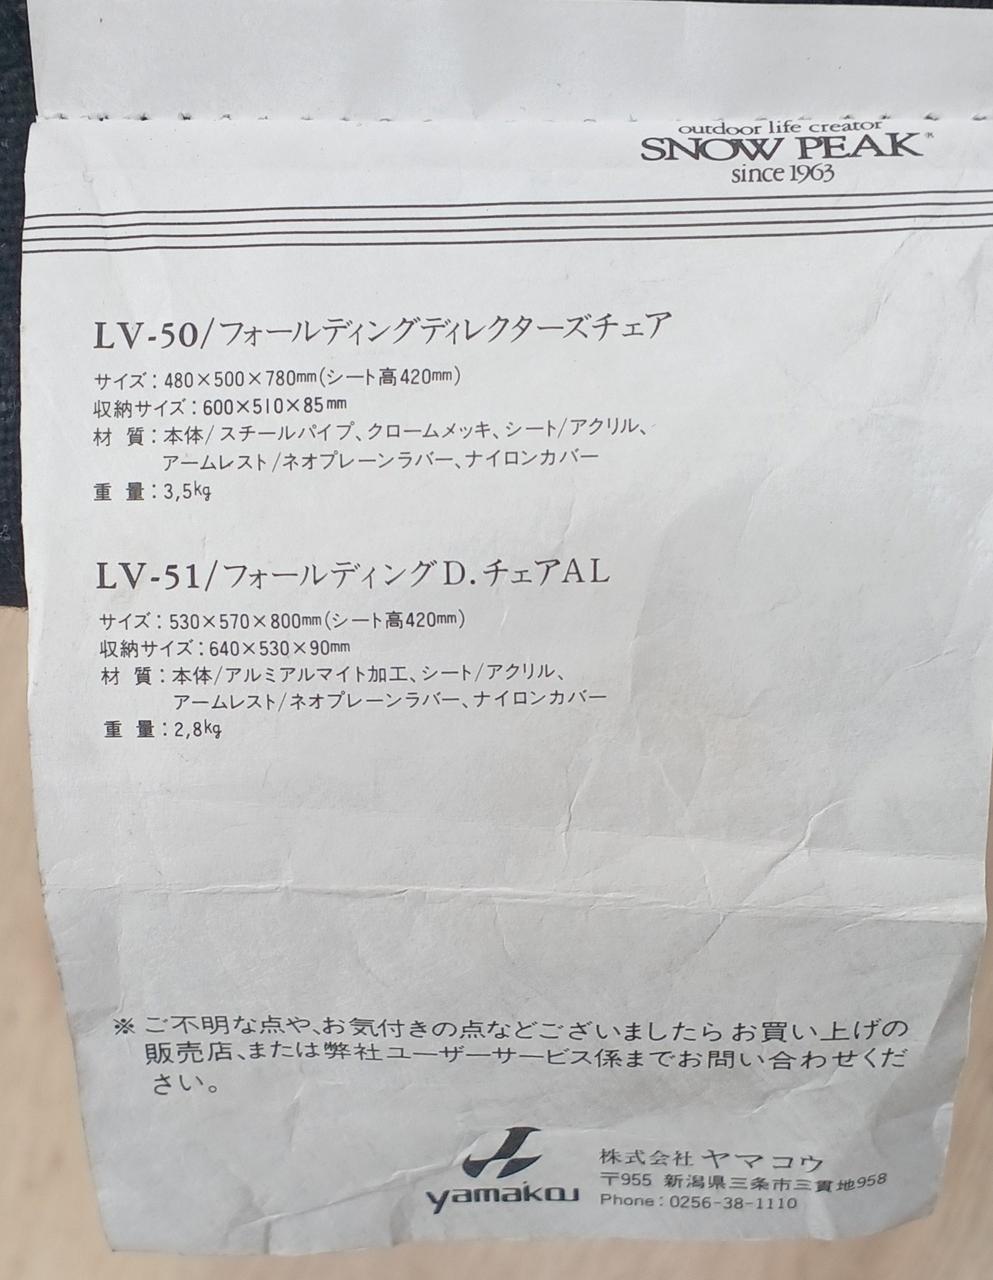 outdoor life creator
SNOW PEAK®
since 1963
LV-50/フォールディングディレクターズチェア
サイズ：480×500×780mm(シート高420mm)
収納サイズ：600×510×85mm
材 質：本体/スチールパイプ、クロームメッキ、シート/アクリル、
アームレスト/ネオプレーンラバー、ナイロンカバー
重 量：3,5kg
LV-51/フォールディングD.チェアAL
サイズ：530×570×800mm(シート高420mm)
収納サイズ：640×530×90mm
材 質：本体/アルミアルマイト加工、シート/アクリル、
アームレスト/ネオプレーンラバー、ナイロンカバー
重 量：2,8kg
※ご不明な点や、お気付きの点などございましたらお買い上げの
販売店、または弊社ユーザーサービス係までお問い合わせくだ
さい。
yamakou
株式会社 ヤマコウ
〒955 新潟県三条市三貫地958
Phone：0256-38-1110